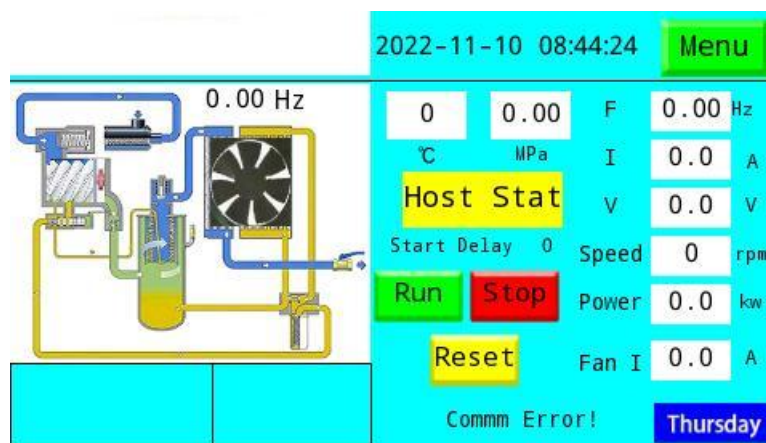 2022-11-10 08:44:24 Menu
0.00 Hz
0 0.00 F 0.00 Hz
℃ MPa I 0.0 A
Host Stat V 0.0 V
Start Delay 0 Speed 0 rpm
Run Stop Power 0.0 kw
Reset Fan I 0.0 A
Commm Error! Thursday